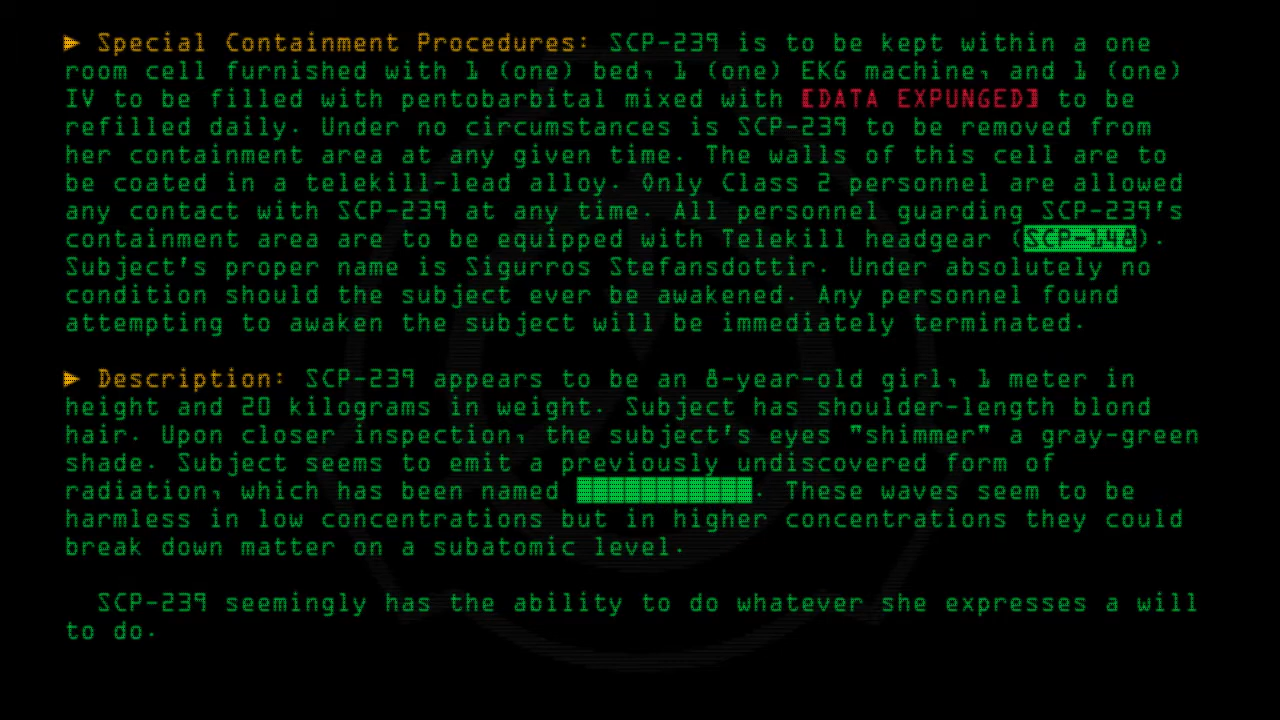 ► Special Containment Procedures: SCP-239 is to be kept within a one
room cell furnished with 1 (one) bed, 1 (one) EKG machine, and 1 (one)
IV to be filled with pentobarbital mixed with [DATA EXPUNGED] to be
refilled daily. Under no circumstances is SCP-239 to be removed from
her containment area at any given time. The walls of this cell are to
be coated in a telekill-lead alloy. Only Class 2 personnel are allowed
any contact with SCP-239 at any time. All personnel guarding SCP-239's
containment area are to be equipped with Telekill headgear (SCP-148).
Subject's proper name is Sigurros Stefansdottir. Under absolutely no
condition should the subject ever be awakened. Any personnel found
attempting to awaken the subject will be immediately terminated.
► Description: SCP-239 appears to be an 8-year-old girl, 1 meter in
height and 20 kilograms in weight. Subject has shoulder-length blond
hair. Upon closer inspection, the subject's eyes "shimmer" a gray-green
shade. Subject seems to emit a previously undiscovered form of
radiation, which has been named ███████████. These waves seem to be
harmless in low concentrations but in higher concentrations they could
break down matter on a subatomic level.
SCP-239 seemingly has the ability to do whatever she expresses a will
to do.